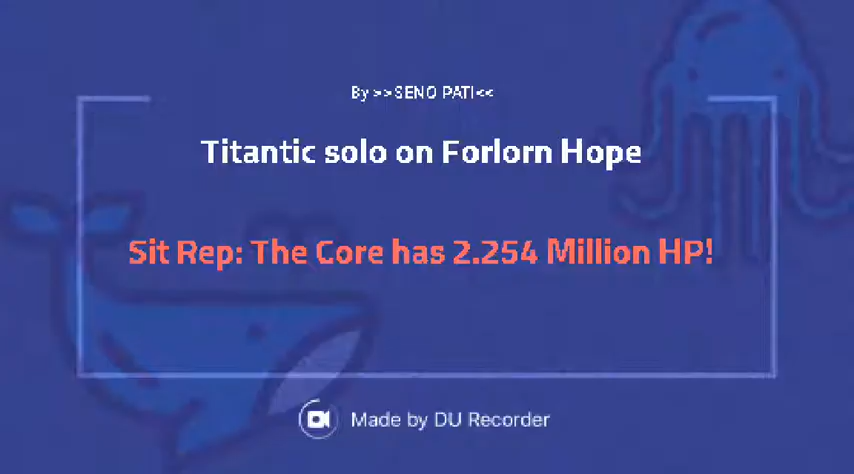 By >>SENO PATI<<
Titantic solo on Forlorn Hope
Sit Rep: The Core has 2.254 Million HP!
Made by DU Recorder